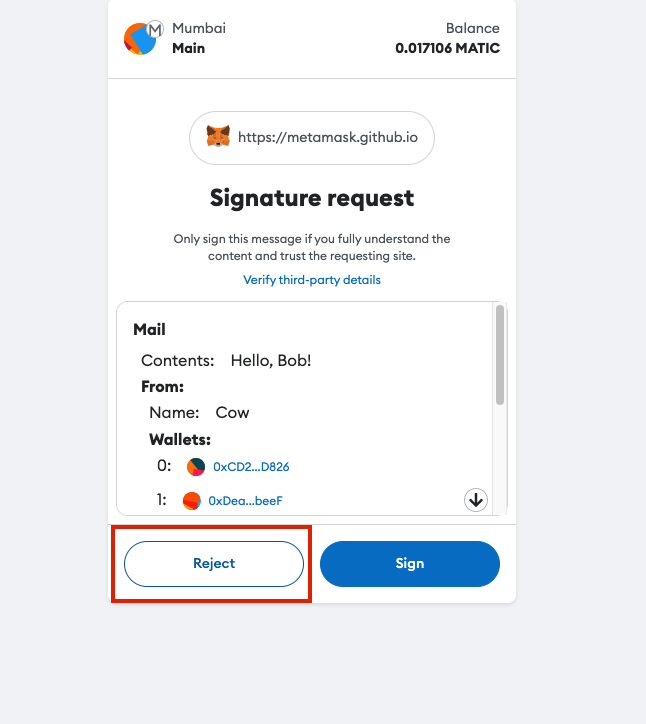 M
Mumbai
Main
Balance
0.017106 MATIC
https://metamask.github.io
Signature request
Only sign this message if you fully understand the
content and trust the requesting site.
Verify third-party details
Mail
Contents: Hello, Bob!
From:
Name: Cow
Wallets:
0: 0xCD2...D826
1: 0xDea...beeF
Reject
Sign